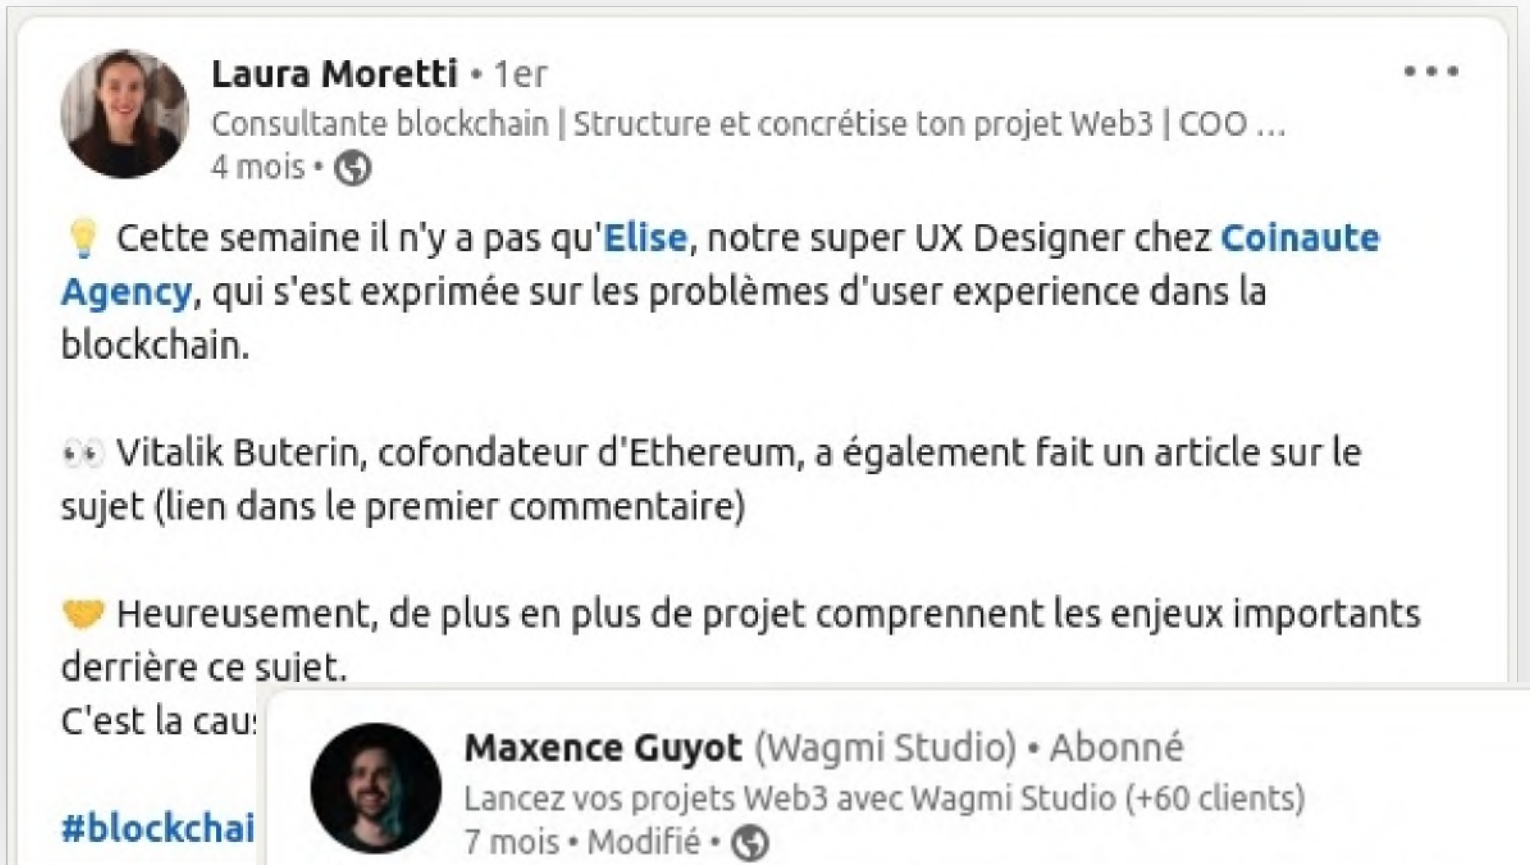 Laura Moretti • 1er
Consultante blockchain | Structure et concrétise ton projet Web3 | COO ...
4 mois •
💡 Cette semaine il n'y a pas qu'Elise, notre super UX Designer chez Coinaute
Agency, qui s'est exprimée sur les problèmes d'user experience dans la
blockchain.
👀 Vitalik Buterin, cofondateur d'Ethereum, a également fait un article sur le
sujet (lien dans le premier commentaire)
🤝 Heureusement, de plus en plus de projet comprennent les enjeux importants
derrière ce sujet.
C'est la
#blockchai
Maxence Guyot (Wagmi Studio) • Abonné
Lancez vos projets Web3 avec Wagmi Studio (+60 clients)
7 mois • Modifié •